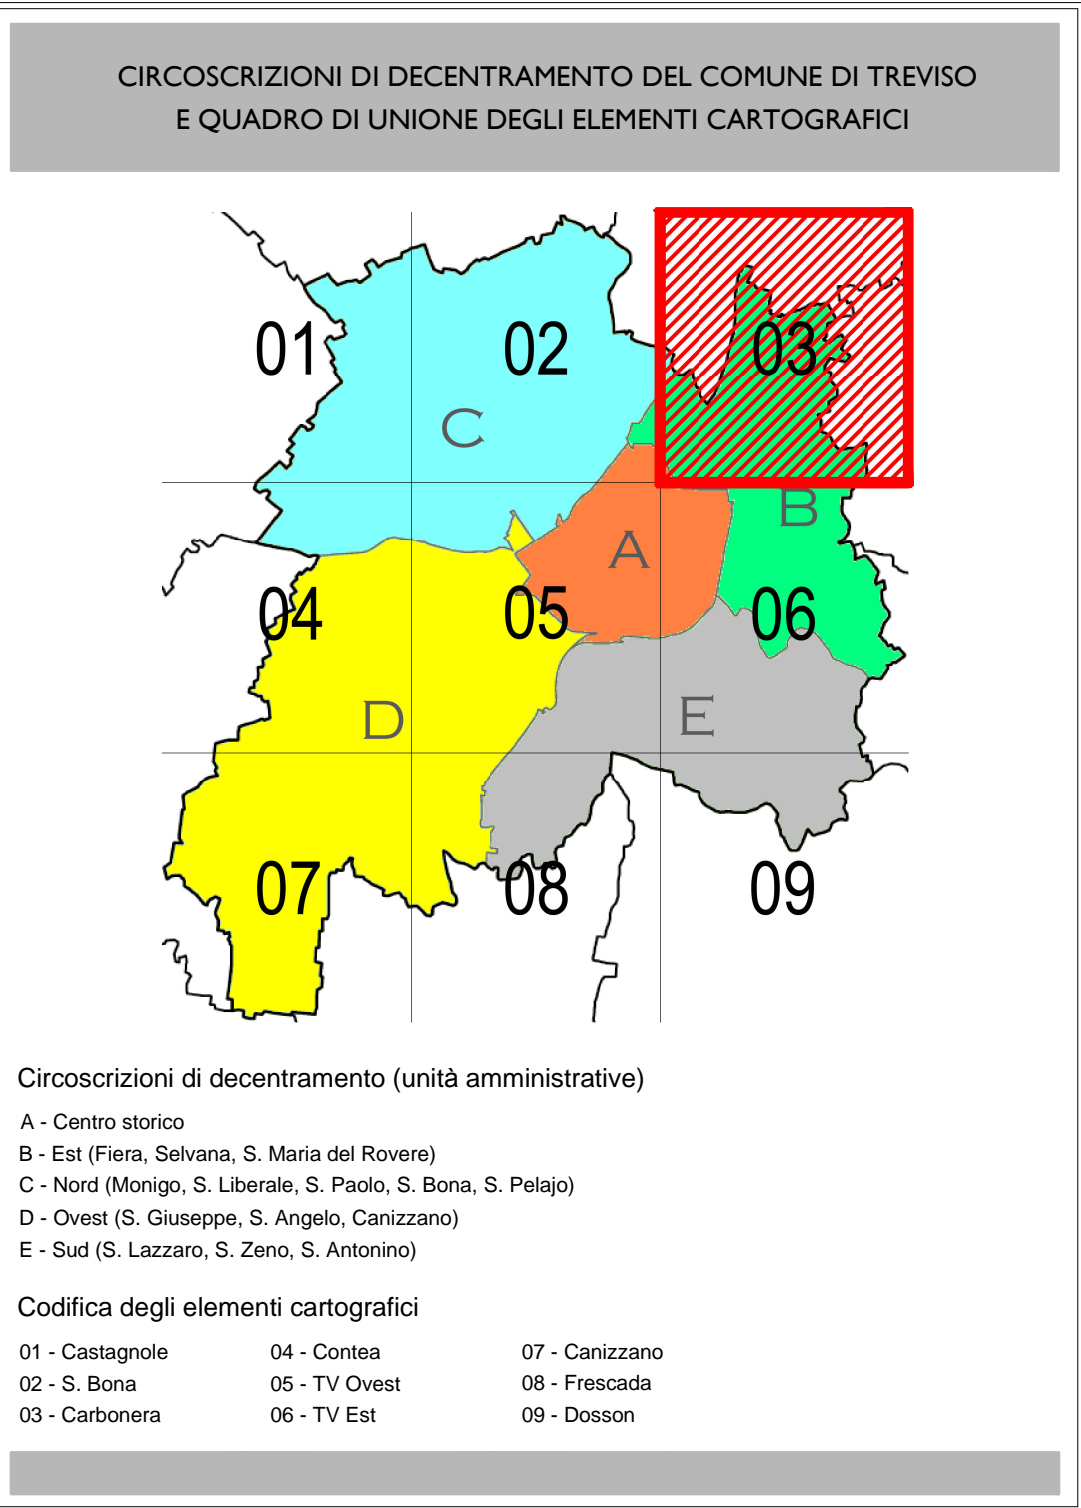 CIRCOSCRIZIONI DI DECENTRAMENTO DEL COMUNE DI TREVISO
E QUADRO DI UNIONE DEGLI ELEMENTI CARTOGRAFICI
01
02
03
C
B
A
04
05
06
D
E
07
08
09
Circoscrizioni di decentramento (unità amministrative)
A - Centro storico
B - Est (Fiera, Selvana, S. Maria del Rovere)
C - Nord (Monigo, S. Liberale, S. Paolo, S. Bona, S. Pelajo)
D - Ovest (S. Giuseppe, S. Angelo, Canizzano)
E - Sud (S. Lazzaro, S. Zeno, S. Antonino)
Codifica degli elementi cartografici
01 - Castagnole
02 - S. Bona
03 - Carbonera
04 - Contea
05 - TV Ovest
06 - TV Est
07 - Canizzano
08 - Frescada
09 - Dosson